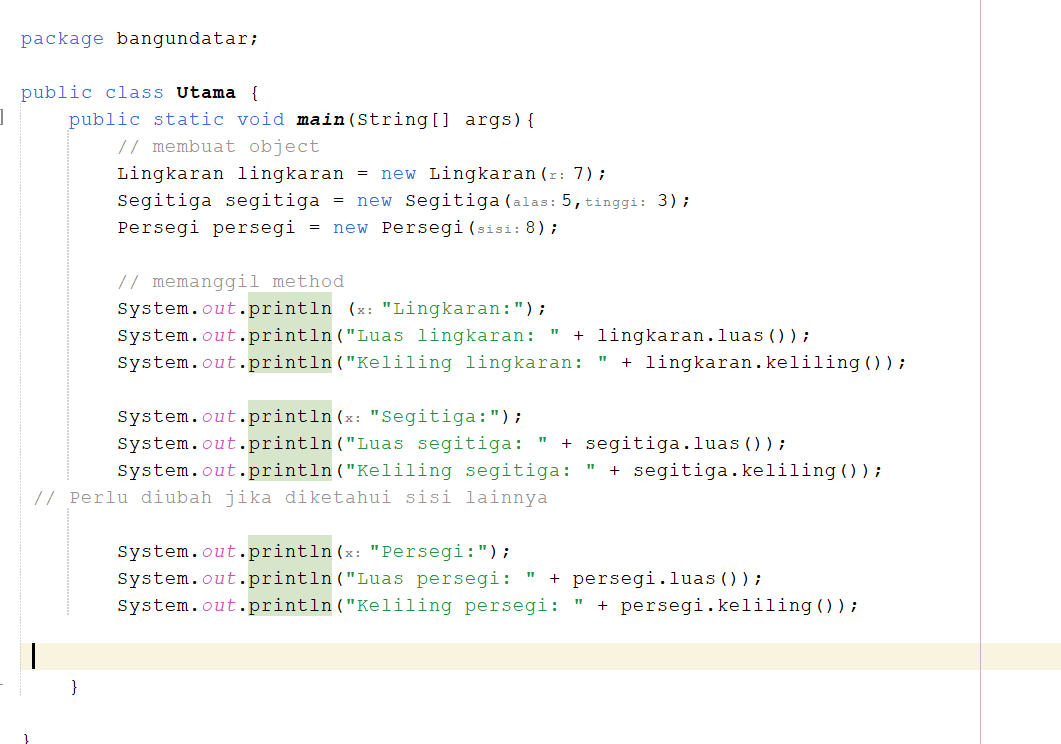 package bangundatar;
public class Utama {
public static void main(String[] args){
// membuat object
Lingkaran lingkaran = new Lingkaran(r: 7);
Segitiga segitiga = new Segitiga(alas: 5,tinggi: 3);
Persegi persegi = new Persegi(sisi: 8);
// memanggil method
System.out.println (x: "Lingkaran:");
System.out.println("Luas lingkaran: " + lingkaran.luas());
System.out.println("Keliling lingkaran: " + lingkaran.keliling());
System.out.println(x: "Segitiga:");
System.out.println("Luas segitiga: " + segitiga.luas());
System.out.println("Keliling segitiga: " + segitiga.keliling());
// Perlu diubah jika diketahui sisi lainnya
System.out.println(x: "Persegi:");
System.out.println("Luas persegi: " + persegi.luas());
System.out.println("Keliling persegi: " + persegi.keliling());
}
}